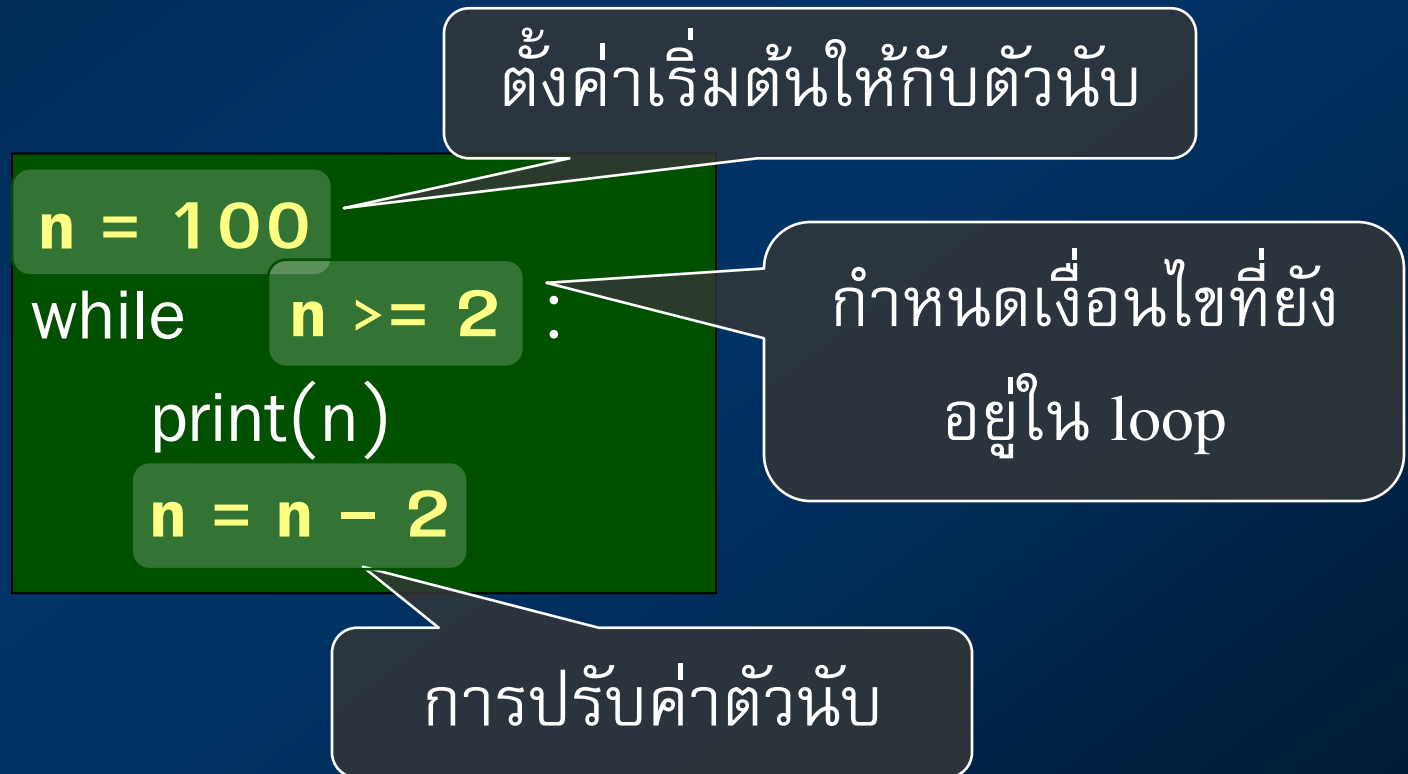 ตั้งค่าเริ่มต้นให้กับตัวนับ
n = 100
while n >= 2 :
print(n)
n = n – 2
กำหนดเงื่อนไขที่ยัง
อยู่ใน loop
การปรับค่าตัวนับ